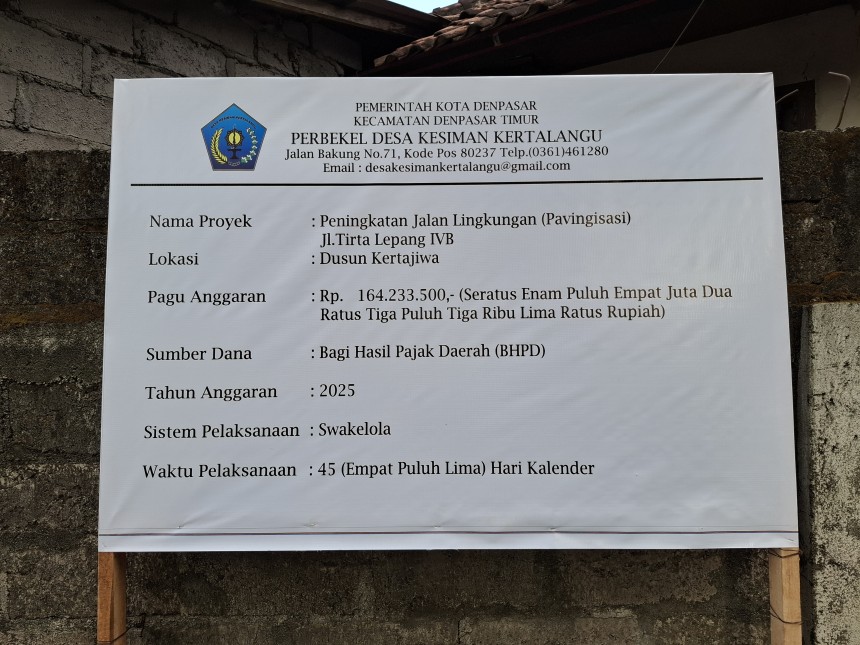 PEMERINTAH KOTA DENPASAR
KECAMATAN DENPASAR TIMUR
PERBEKEL DESA KESIMAN KERTALANGU
Jalan Bakung No.71, Kode Pos 80237 Telp.(0361)461280
Email : desakesimankertalangu@gmail.com
Nama Proyek : Peningkatan Jalan Lingkungan (Pavingisasi)
Jl.Tirta Lepang IVB
Lokasi : Dusun Kertajiwa
Pagu Anggaran : Rp. 164.233.500,- (Seratus Enam Puluh Empat Juta Dua
Ratus Tiga Puluh Tiga Ribu Lima Ratus Rupiah)
Sumber Dana : Bagi Hasil Pajak Daerah (BHPD)
Tahun Anggaran : 2025
Sistem Pelaksanaan : Swakelola
Waktu Pelaksanaan : 45 (Empat Puluh Lima) Hari Kalender